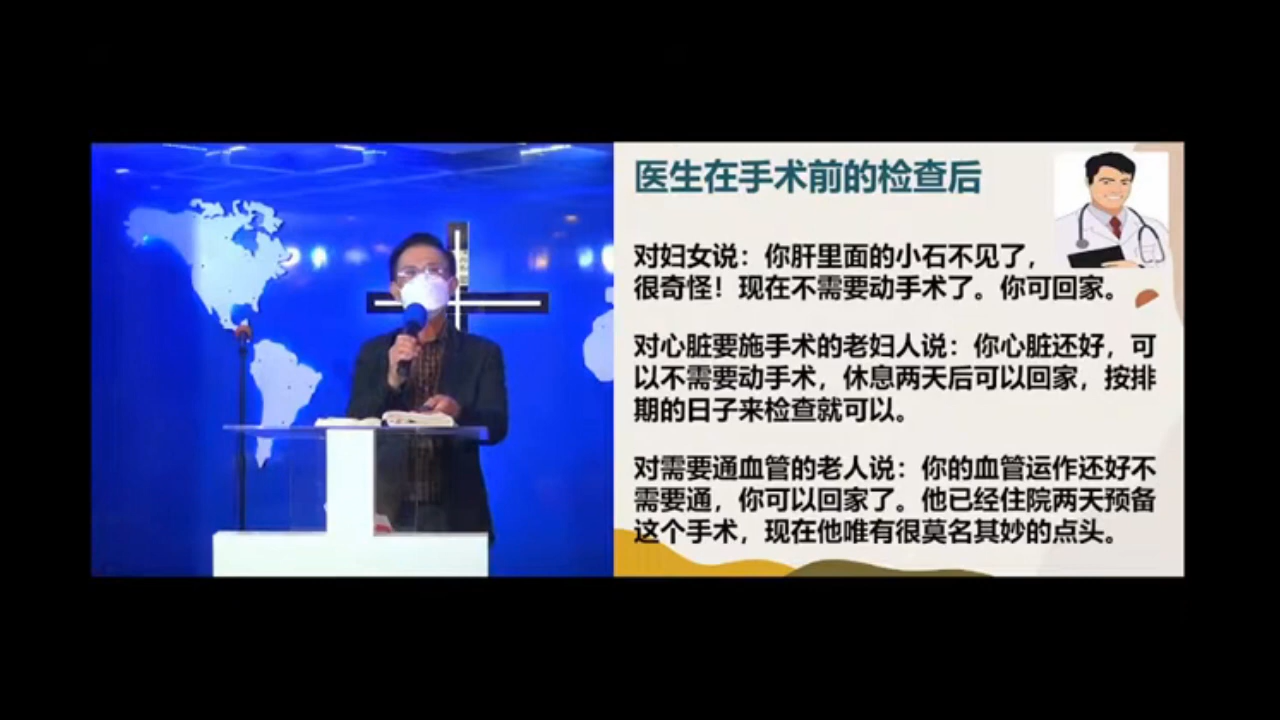 医生在手术前的检查后
对妇女说：你肝里面的小石不见了，
很奇怪！现在不需要动手术了。你可回家。
对心脏要施手术的老妇人说：你心脏还好，可
以不需要动手术，休息两天后可以回家，按排
期的日子来检查就可以。
对需要通血管的老人说：你的血管运作还好不
需要通，你可以回家了。他已经住院两天预备
这个手术，现在他唯有很莫名其妙的点头。